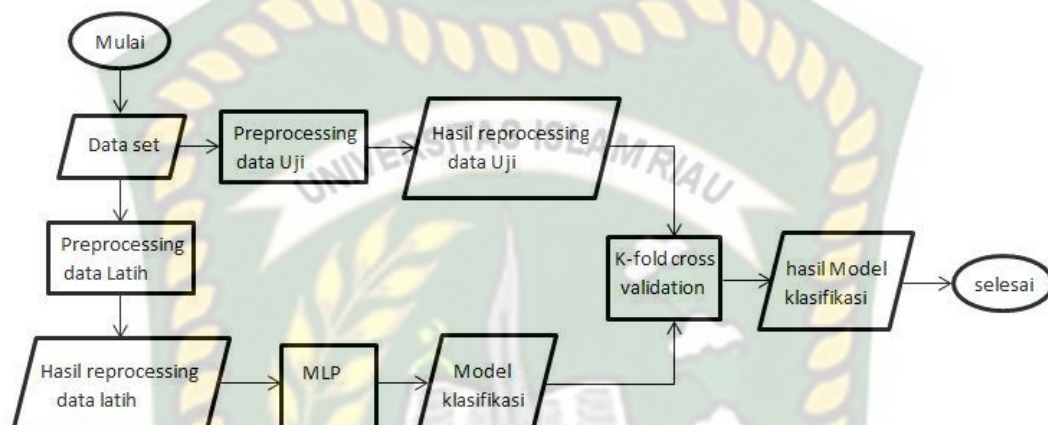 Mulai
Data set
Preprocessing
data Uji
Hasil reprocessing
data Uji
UNIVERSITAS ISLAM RIAU
Preprocessing
data Latih
K-fold cross
validation
hasil Model
klasifikasi
selesai
Hasil reprocessing
data latih
MLP
Model
klasifikasi